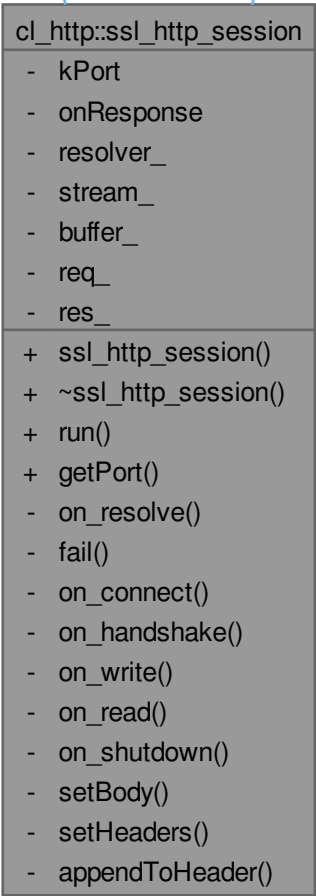 cl_http::ssl_http_session
- kPort
- onResponse
- resolver_
- stream_
- buffer_
- req_
- res_
+ ssl_http_session()
+ ~ssl_http_session()
+ run()
+ getPort()
- on_resolve()
- fail()
- on_connect()
- on_handshake()
- on_write()
- on_read()
- on_shutdown()
- setBody()
- setHeaders()
- appendToHeader()